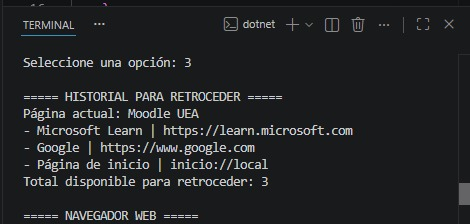 TERMINAL
dotnet
Seleccione una opción: 3
===== HISTORIAL PARA RETROCEDER =====
Página actual: Moodle UEA
- Microsoft Learn | https://learn.microsoft.com
- Google | https://www.google.com
- Página de inicio | inicio://local
Total disponible para retroceder: 3
===== NAVEGADOR WEB =====